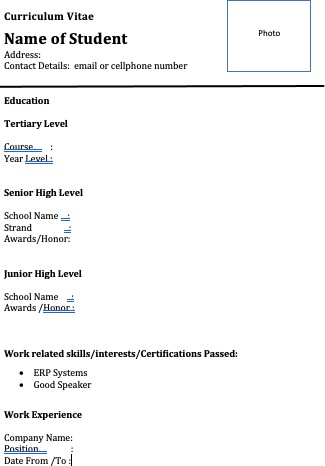 Curriculum Vitae
Name of Student
Address:
Contact Details: email or cellphone number
Photo
Education
Tertiary Level
Course :
Year Level :
Senior High Level
School Name :
Strand :
Awards/Honor:
Junior High Level
School Name :
Awards /Honor :
Work related skills/interests/Certifications Passed:
• ERP Systems
• Good Speaker
Work Experience
Company Name:
Position :
Date From /To :